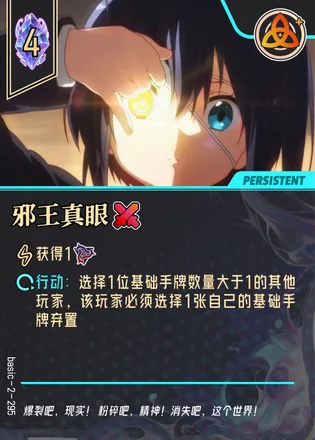 4
PERSISTENT
邪王真眼
获得1
行动：选择1位基础手牌数量大于1的其他
玩家，该玩家必须选择1张自己的基础手
牌弃置
basic-2-295
爆裂吧，现实！粉碎吧，精神！消失吧，这个世界！